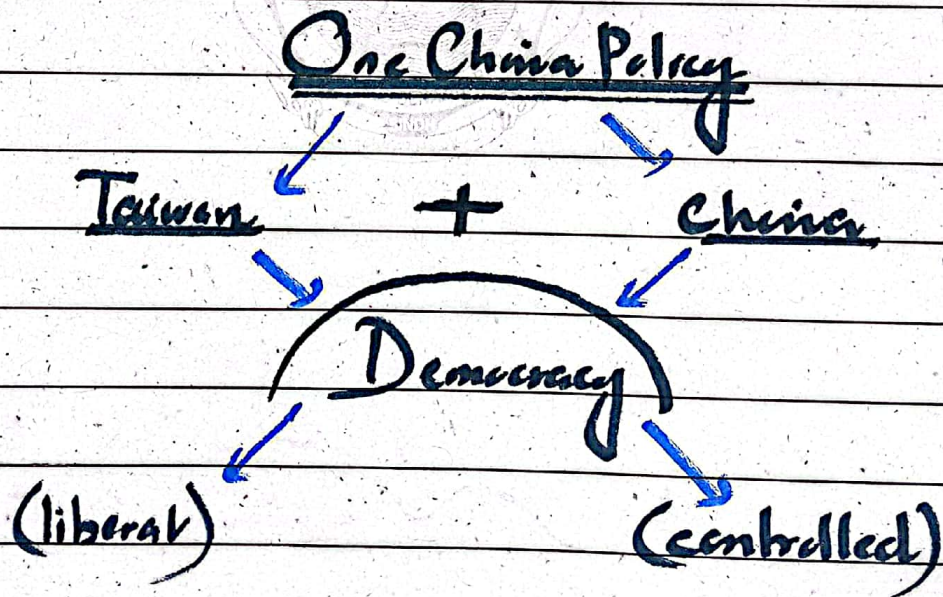 One China Policy
Taiwan + China
Democracy
(liberal) (controlled)